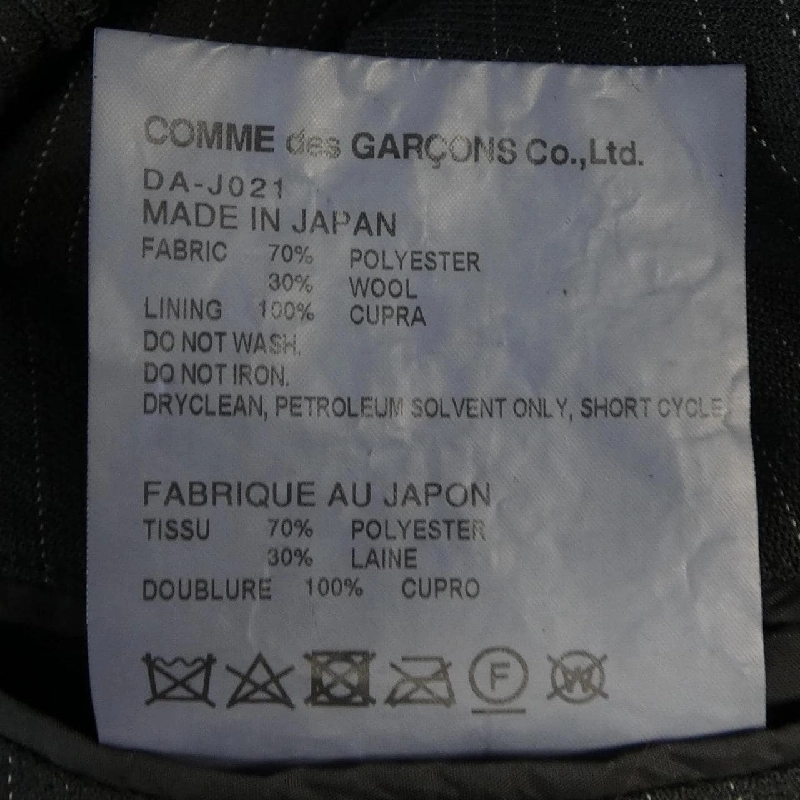 COMME des GARÇONS Co.,Ltd.
DA-J021
MADE IN JAPAN
FABRIC 70% POLYESTER
30% WOOL
LINING 100% CUPRA
DO NOT WASH.
DO NOT IRON.
DRYCLEAN, PETROLEUM SOLVENT ONLY, SHORT CYCLE
FABRIQUE AU JAPON
TISSU 70% POLYESTER
30% LAINE
DOUBLURE 100% CUPRO
F W